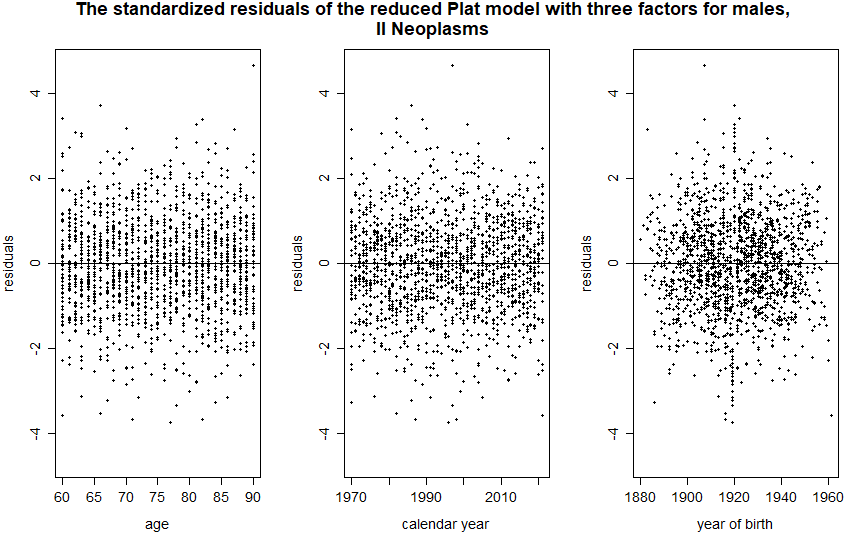 The standardized residuals of the reduced Plat model with three factors for males,
II Neoplasms
residuals
4
2
0
-2
-4
60 65 70 75 80 85 90
age
residuals
4
2
0
-2
-4
1970 1990 2010
calendar year
residuals
4
2
0
-2
-4
1880 1900 1920 1940 1960
year of birth